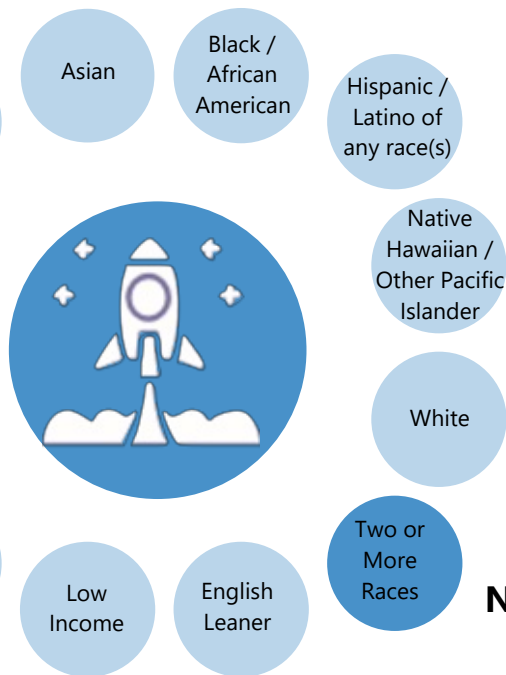 Asian
Black /
African
American
Hispanic /
Latino of
any race(s)
Native
Hawaiian /
Other Pacific
Islander
White
Two or
More
Races
N
English
Leaner
Low
Income